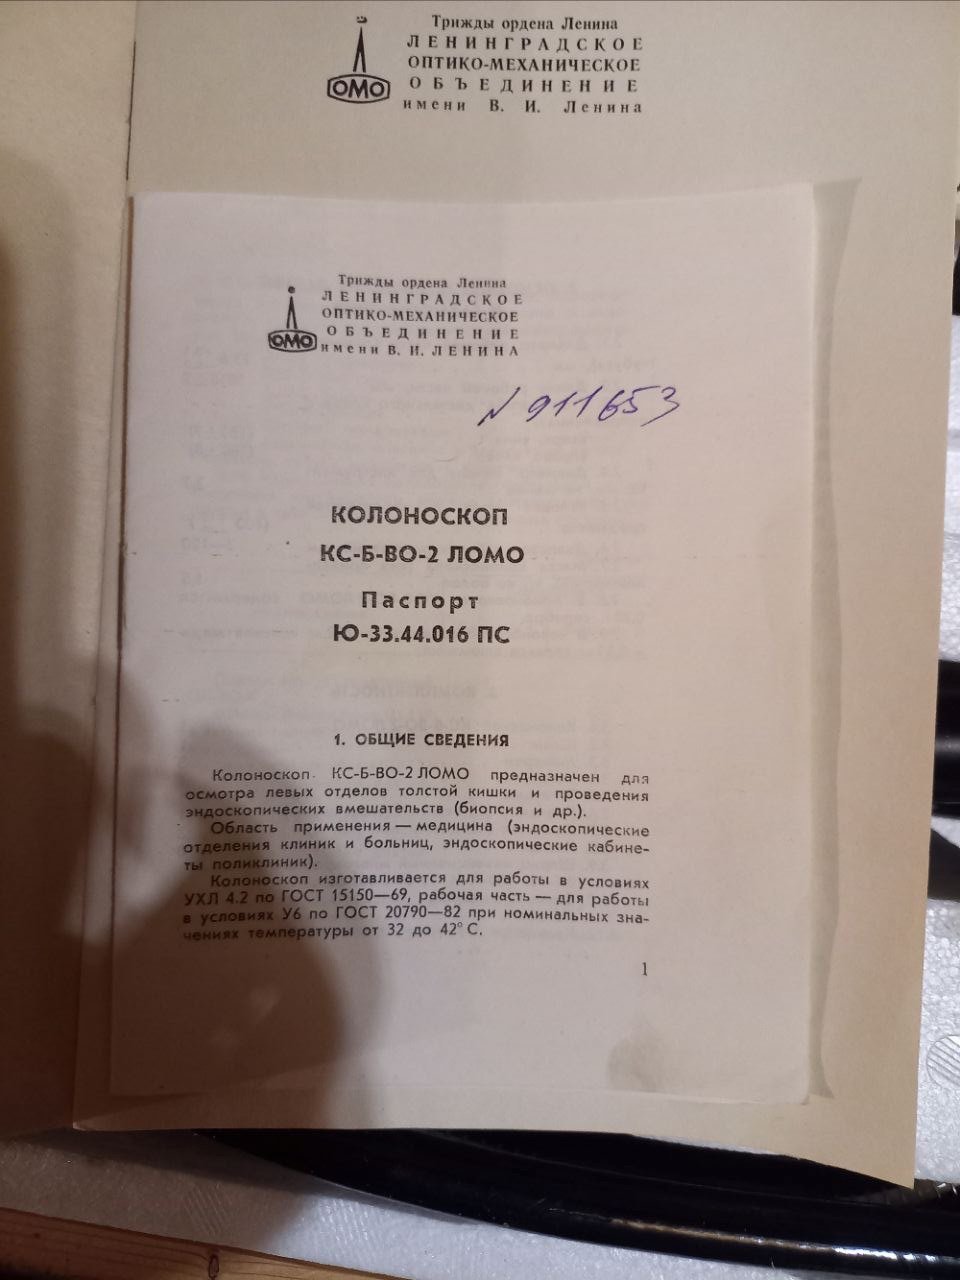 Трижды ордена Ленина
ЛЕНИНГРАДСКОЕ
ОПТИКО-МЕХАНИЧЕСКОЕ
ОБЪЕДИНЕНИЕ
имени В. И. Ленина
ЛОМО
Трижды ордена Ленина
ЛЕНИНГРАДСКОЕ
ОПТИКО-МЕХАНИЧЕСКОЕ
ОБЪЕДИНЕНИЕ
имени В. И. ЛЕНИНА
ЛОМО
N 911653
КОЛОНОСКОП
КС-Б-ВО-2 ЛОМО
Паспорт
Ю-33.44.016 ПС
1. ОБЩИЕ СВЕДЕНИЯ
Колоноскоп КС-Б-ВО-2 ЛОМО предназначен для
осмотра левых отделов толстой кишки и проведения
эндоскопических вмешательств (биопсия и др.).
Область применения — медицина (эндоскопические
отделения клиник и больниц, эндоскопические кабине-
ты поликлиник).
Колоноскоп изготавливается для работы в условиях
УХЛ 4.2 по ГОСТ 15150—69, рабочая часть — для работы
в условиях У6 по ГОСТ 20790—82 при номинальных зна-
чениях температуры от 32 до 42° С.
1